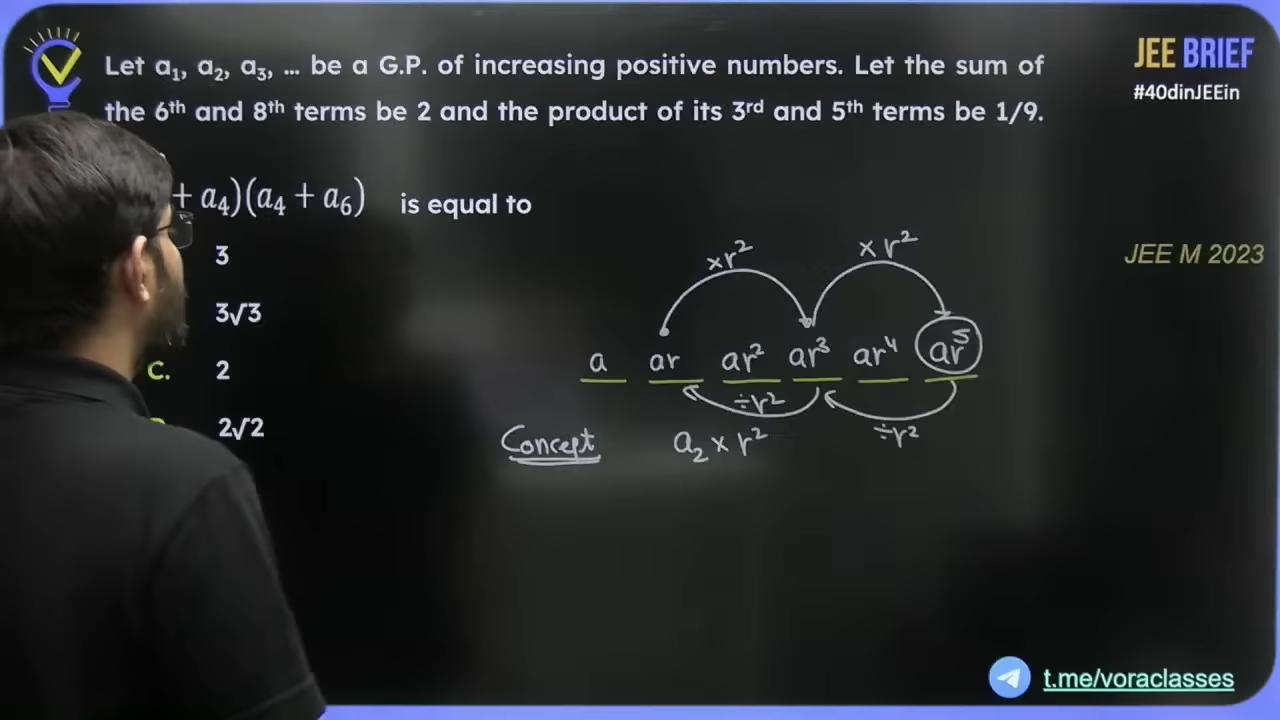 Let a₁, a₂, a₃, ... be a G.P. of increasing positive numbers. Let the sum of
the 6ᵗʰ and 8ᵗʰ terms be 2 and the product of its 3ʳᵈ and 5ᵗʰ terms be 1/9.
JEE BRIEF
#40dinJEEin
+ a₄)(a₄ + a₆) is equal to
3
3√3
C. 2
2√2
JEE M 2023
×r² ×r²
a ar ar² ar³ ar⁴ ar⁵
÷r² ÷r²
Concept a₂ × r²
t.me/voraclasses